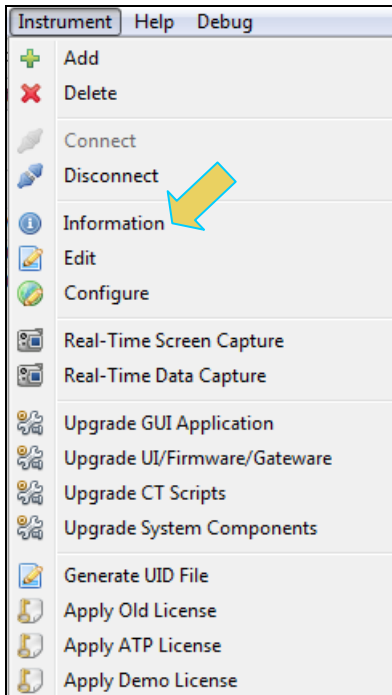 Instrument Help Debug
Add
Delete
Connect
Disconnect
Information
Edit
Configure
Real-Time Screen Capture
Real-Time Data Capture
Upgrade GUI Application
Upgrade UI/Firmware/Gateware
Upgrade CT Scripts
Upgrade System Components
Generate UID File
Apply Old License
Apply ATP License
Apply Demo License